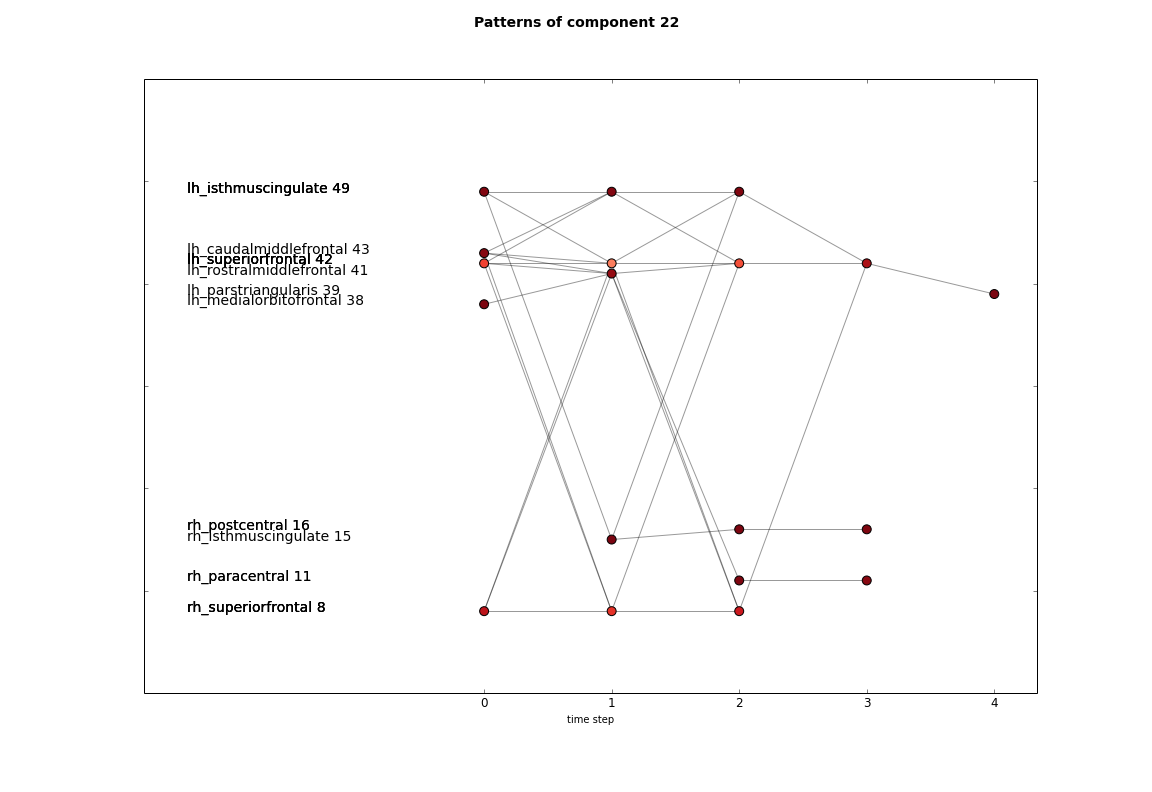 Patterns of component 22
lh_isthmuscingulate 49
lh_caudalmiddlefrontal 43
lh_superiorfrontal 42
lh_rostralmiddlefrontal 41
lh_parstriangularis 39
lh_medialorbitofrontal 38
rh_postcentral 16
rh_isthmuscingulate 15
rh_paracentral 11
rh_superiorfrontal 8
0 1 2 3 4
time step